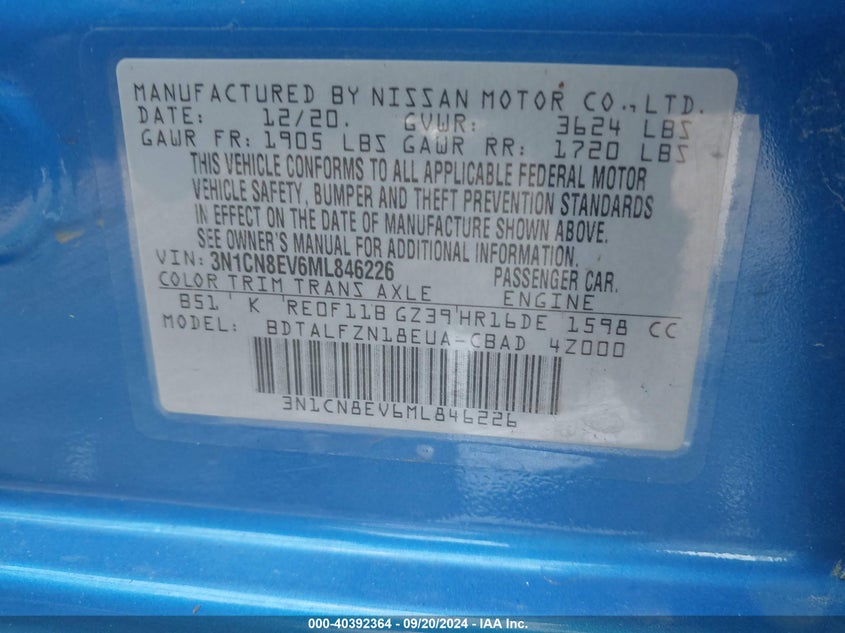 MANUFACTURED BY NISSAN MOTOR CO.,LTD.
DATE: 12/20. GVWR: 3624 LBS
GAWR FR: 1905 LBS GAWR RR: 1720 LBS
THIS VEHICLE CONFORMS TO ALL APPLICABLE FEDERAL MOTOR
VEHICLE SAFETY, BUMPER AND THEFT PREVENTION STANDARDS
IN EFFECT ON THE DATE OF MANUFACTURE SHOWN ABOVE.
SEE OWNER'S MANUAL FOR ADDITIONAL INFORMATION.
VIN: 3N1CN8EV6ML846226 PASSENGER CAR.
COLOR TRIM TRANS AXLE ENGINE
B51 K RE0F11B GZ39 HR16DE 1598 CC
MODEL: BDTALFZN18EUA-CBAD 4Z000
3N1CN8EV6ML846226
000-40392364 - 09/20/2024 - IAA Inc.